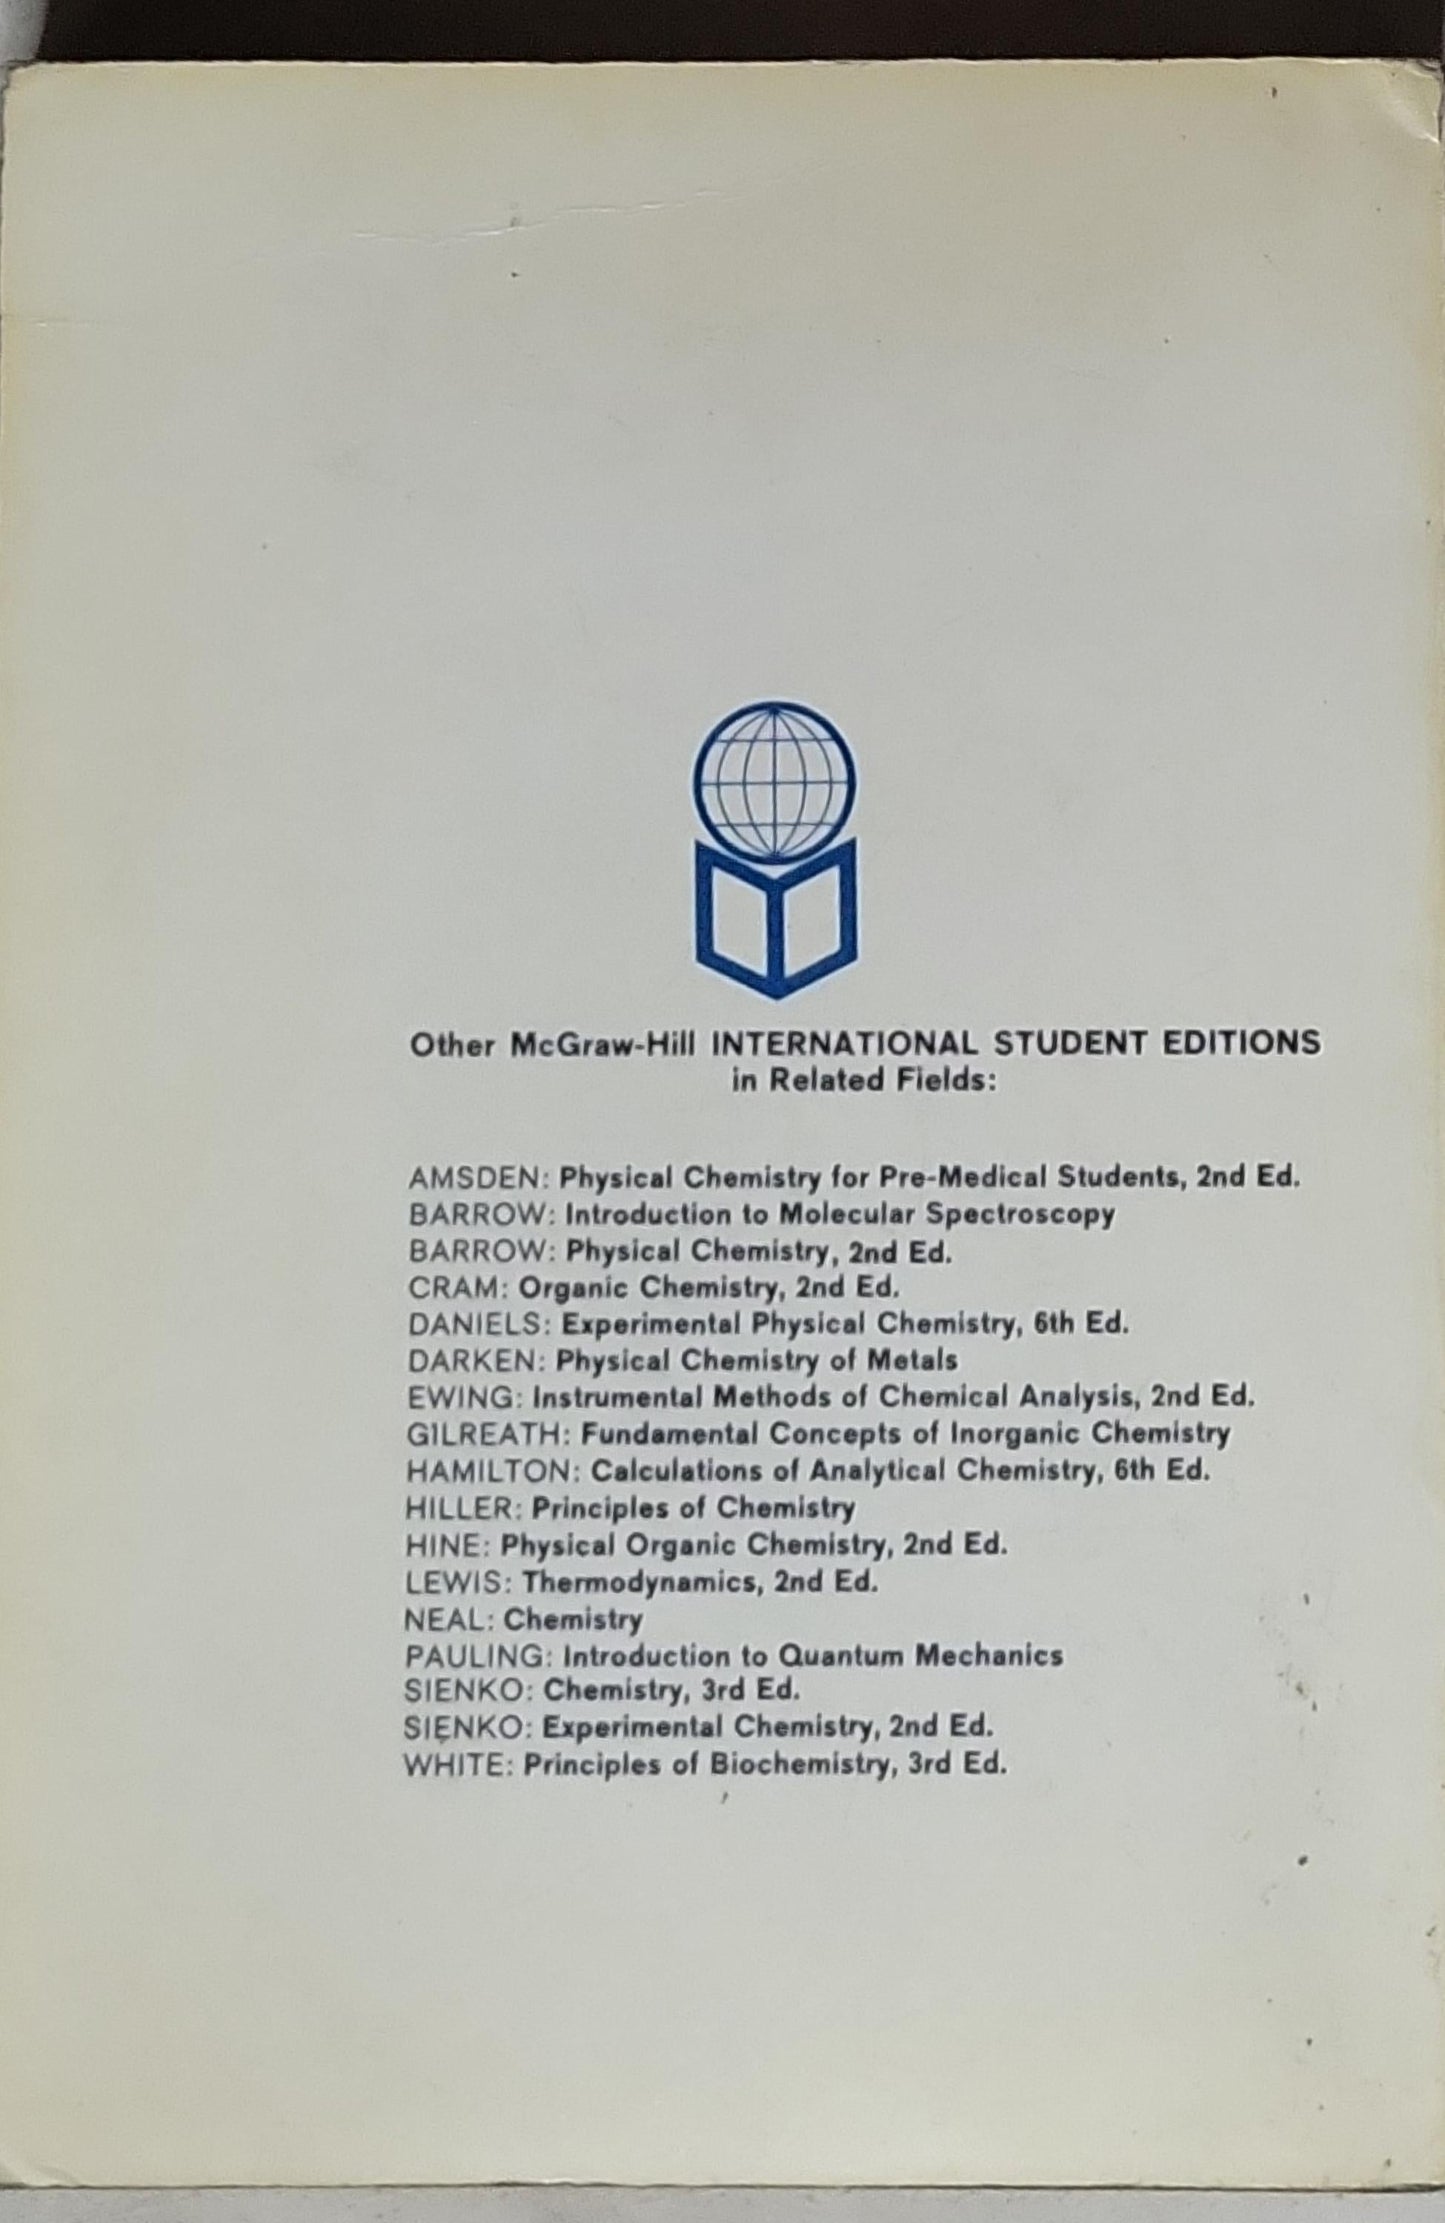 Other McGraw-Hill INTERNATIONAL STUDENT EDITIONS
in Related Fields:
AMSDEN: Physical Chemistry for Pre-Medical Students, 2nd Ed.
BARROW: Introduction to Molecular Spectroscopy
BARROW: Physical Chemistry, 2nd Ed.
CRAM: Organic Chemistry, 2nd Ed.
DANIELS: Experimental Physical Chemistry, 6th Ed.
DARKEN: Physical Chemistry of Metals
EWING: Instrumental Methods of Chemical Analysis, 2nd Ed.
GILREATH: Fundamental Concepts of Inorganic Chemistry
HAMILTON: Calculations of Analytical Chemistry, 6th Ed.
HILLER: Principles of Chemistry
HINE: Physical Organic Chemistry, 2nd Ed.
LEWIS: Thermodynamics, 2nd Ed.
NEAL: Chemistry
PAULING: Introduction to Quantum Mechanics
SIENKO: Chemistry, 3rd Ed.
SIENKO: Experimental Chemistry, 2nd Ed.
WHITE: Principles of Biochemistry, 3rd Ed.